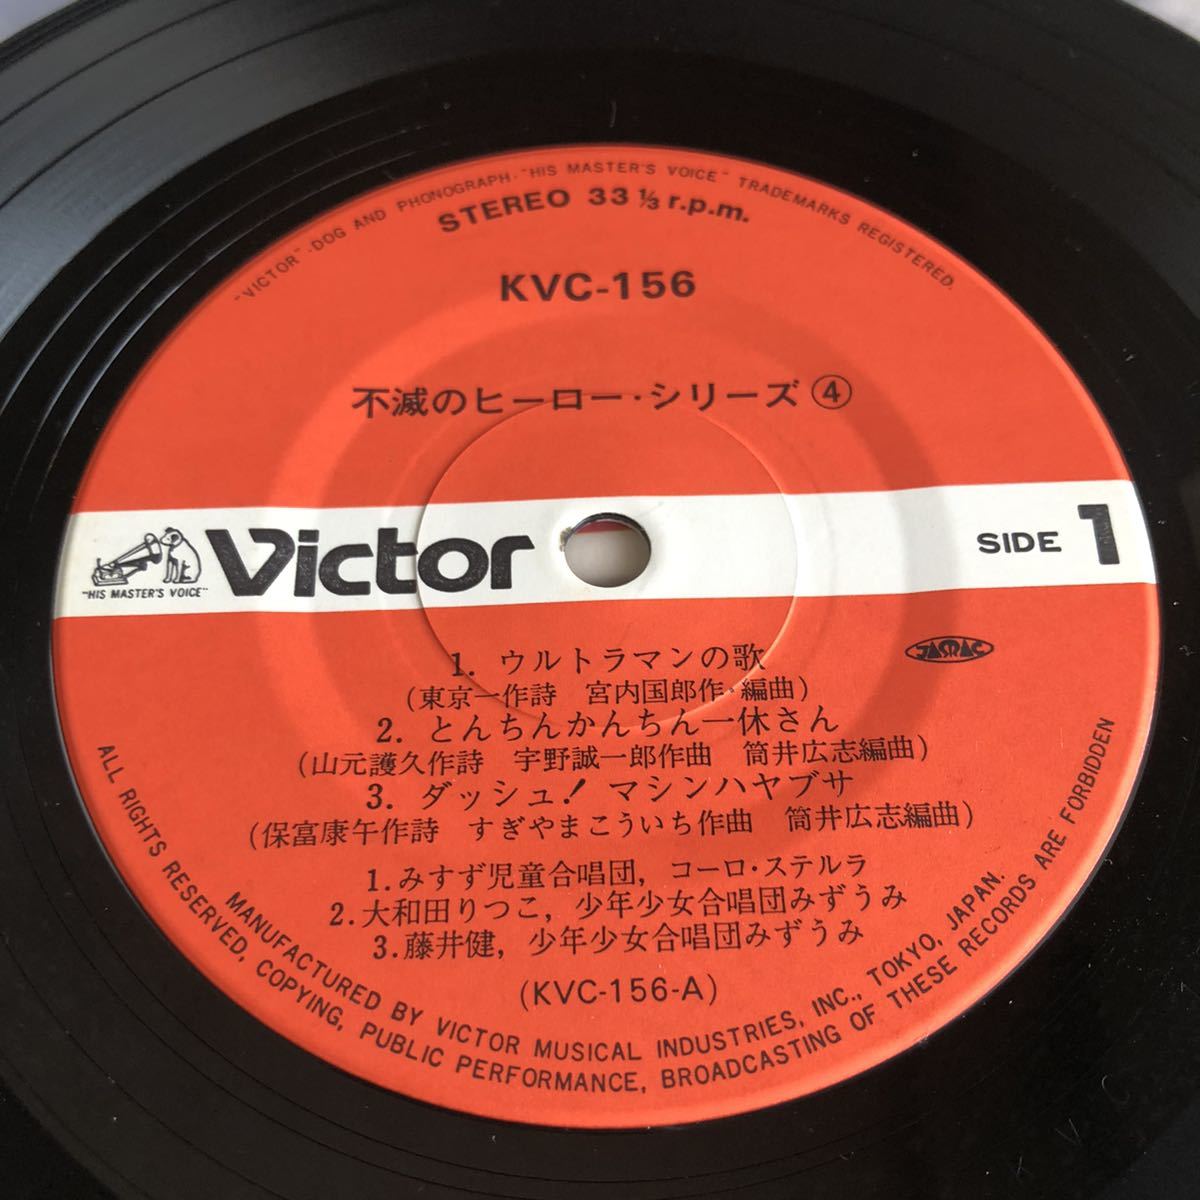 "VICTOR"·DOG AND PHONOGRAPH·"HIS MASTER'S VOICE" TRADEMARKS REGISTERED.
STEREO 33⅓ r.p.m.
KVC-156
不滅のヒーロー・シリーズ④
"HIS MASTER'S VOICE"
Victor
SIDE 1
JASRAC
1. ウルトラマンの歌
(東京一作詩 宮内国郎作・編曲)
2. とんちんかんちん一休さん
(山元護久作詩 宇野誠一郎作曲 筒井広志編曲)
3. ダッシュ! マシンハヤブサ
(保富康午作詩 すぎやまこういち作曲 筒井広志編曲)
1.みすず児童合唱団, コーロ・ステルラ
2.大和田りつこ, 少年少女合唱団みずうみ
3.藤井健, 少年少女合唱団みずうみ
(KVC-156-A)
MANUFACTURED BY VICTOR MUSICAL INDUSTRIES, INC., TOKYO, JAPAN.
ALL RIGHTS RESERVED, COPYING, PUBLIC PERFORMANCE, BROADCASTING OF THESE RECORDS ARE FORBIDDEN